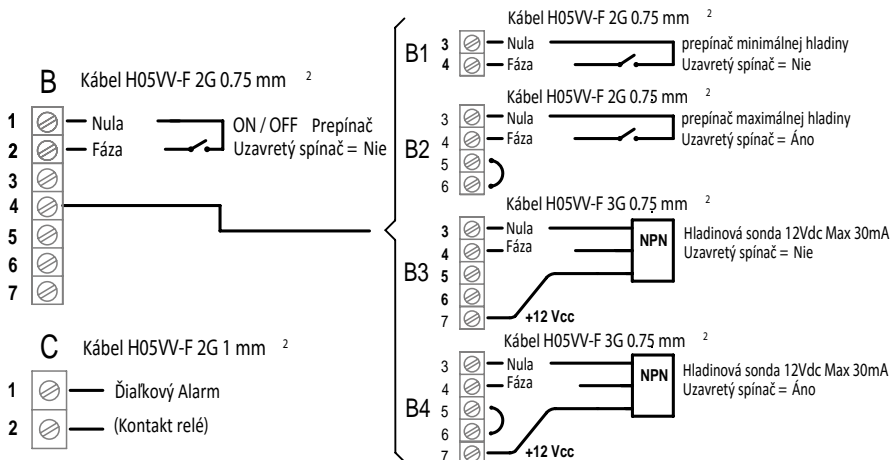 B Kábel H05VV-F 2G 0.75 mm 2
1 Nula ON / OFF Prepínač
2 Fáza Uzavretý spínač = Nie
3
4
5
6
7
C Kábel H05VV-F 2G 1 mm 2
1 Ďiaľkový Alarm
2 (Kontakt relé)
Kábel H05VV-F 2G 0.75 mm 2
B1
3 Nula prepínač minimálnej hladiny
4 Fáza Uzavretý spínač = Nie
Kábel H05VV-F 2G 0.75 mm 2
B2
3 Nula prepínač maximálnej hladiny
4 Fáza Uzavretý spínač = Áno
5
6
Kábel H05VV-F 3G 0.75 mm 2
B3
3 Nula NPN Hladinová sonda 12Vdc Max 30mA
4 Fáza Uzavretý spínač = Nie
5
6
7 +12 Vcc
Kábel H05VV-F 3G 0.75 mm 2
B4
3 Nula NPN Hladinová sonda 12Vdc Max 30mA
4 Fáza Uzavretý spínač = Áno
5
6
7 +12 Vcc